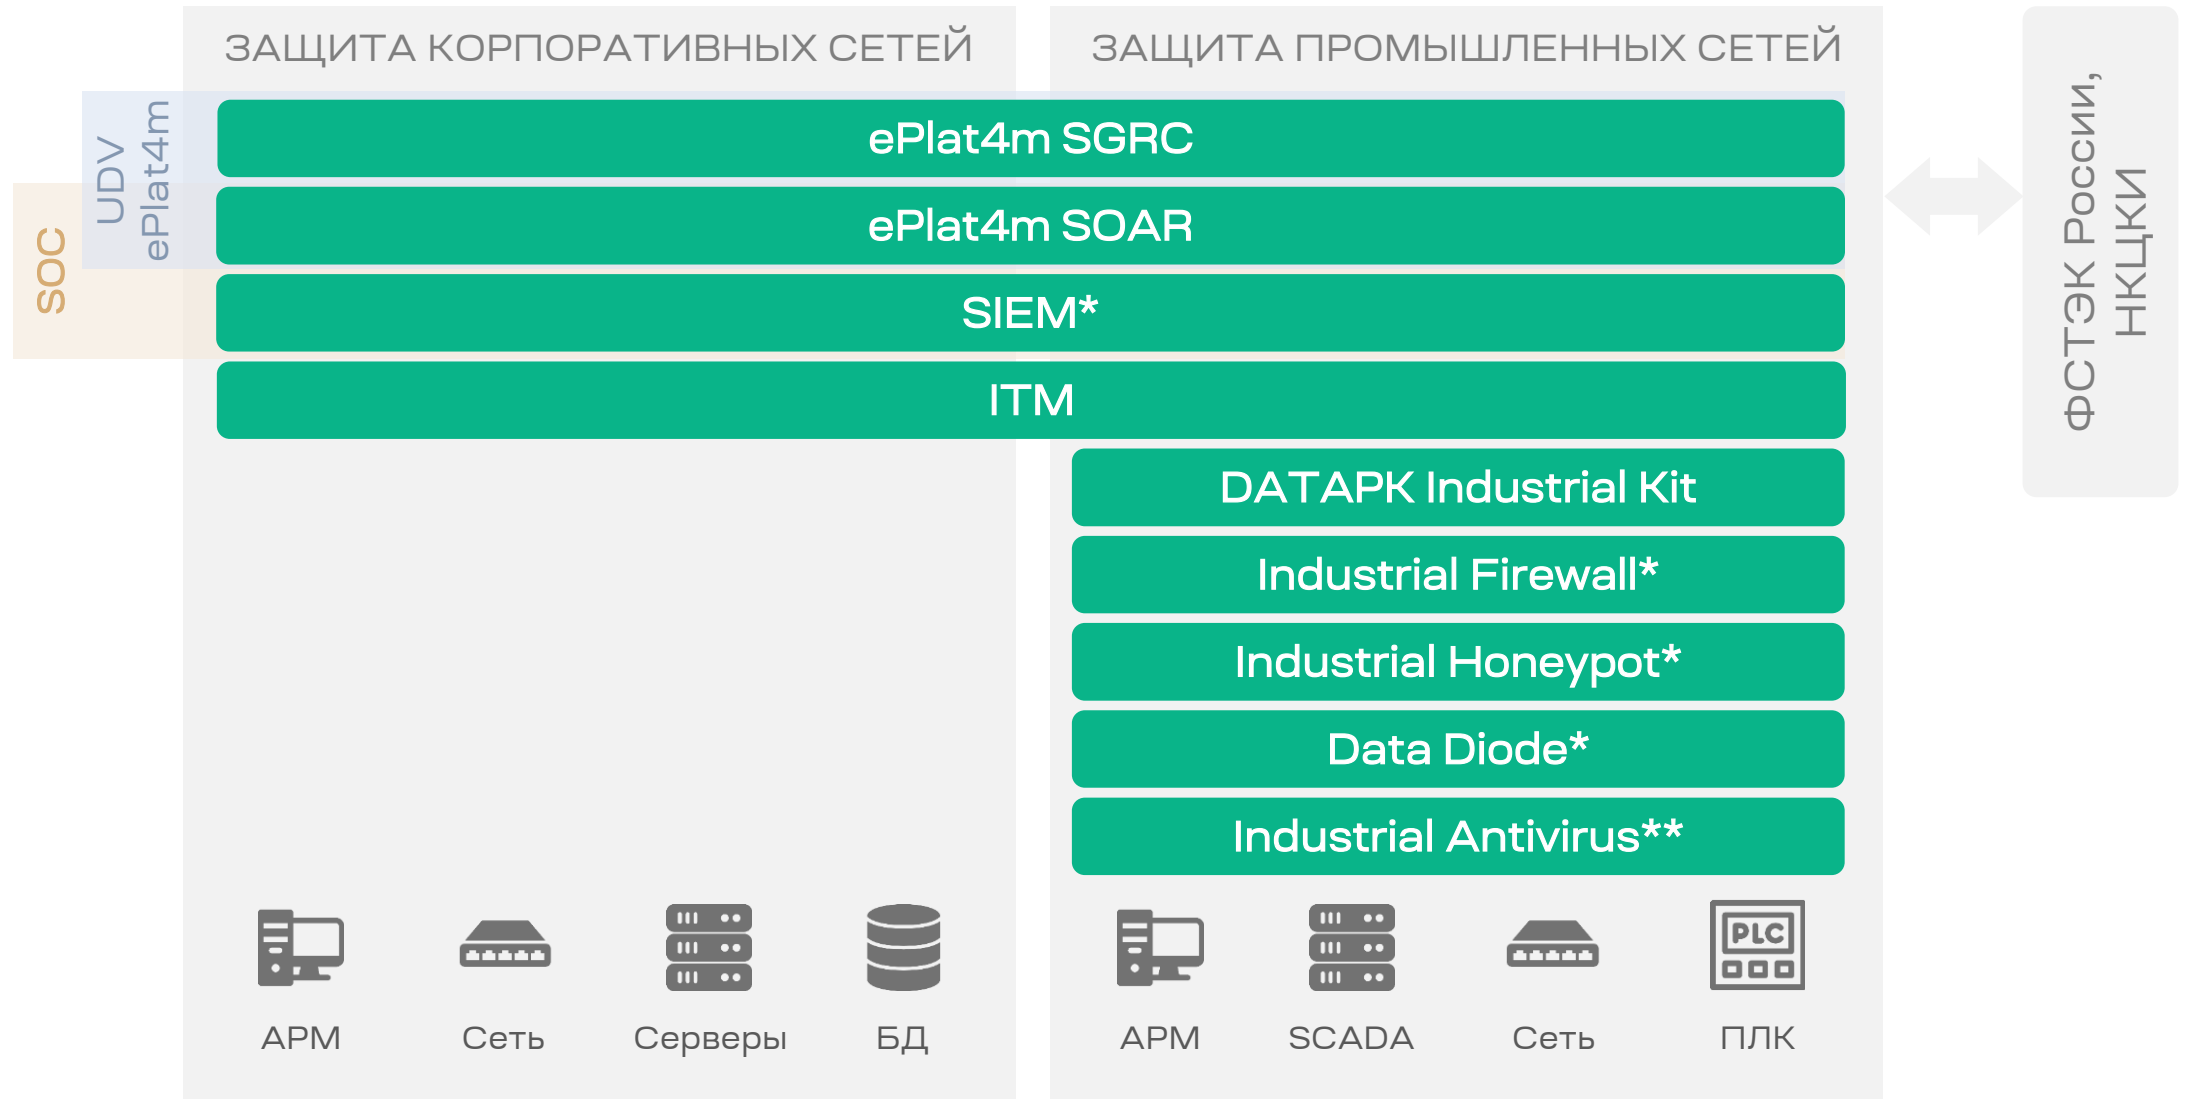 ЗАЩИТА КОРПОРАТИВНЫХ СЕТЕЙ
ЗАЩИТА ПРОМЫШЛЕННЫХ СЕТЕЙ
UDV
ePlat4m
SOC
ePlat4m SGRC
ePlat4m SOAR
SIEM*
ITM
DATAPK Industrial Kit
Industrial Firewall*
Industrial Honeypot*
Data Diode*
Industrial Antivirus**
ФСТЭК России,
НКЦКИ
PLC
АРМ
Сеть
Серверы
БД
АРМ
SCADA
Сеть
ПЛК